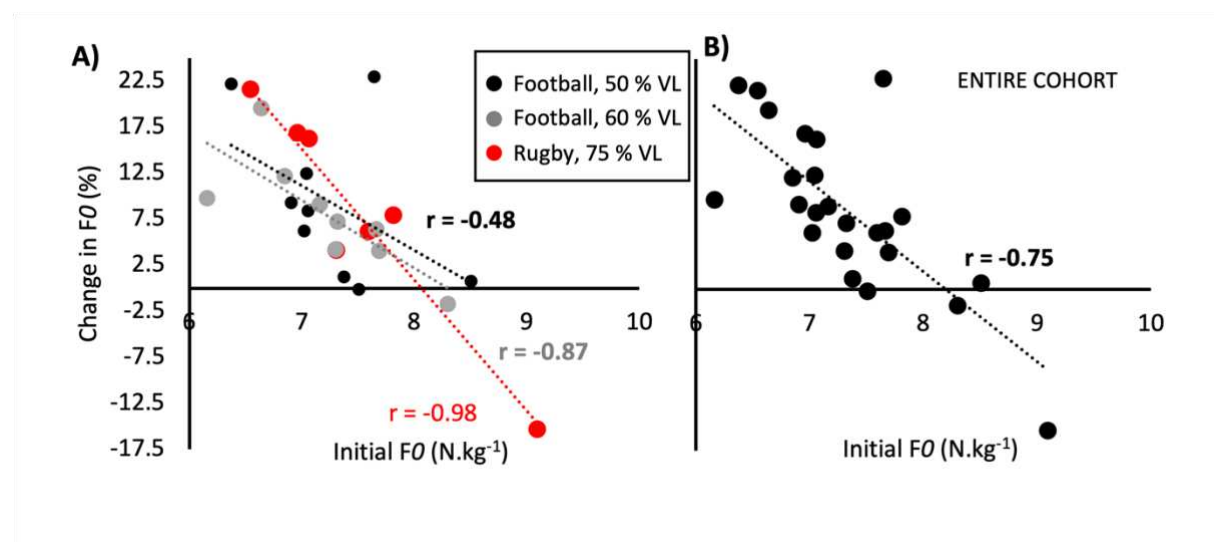 A)
Change in F0 (%)
22.5
17.5
12.5
7.5
2.5
-2.5
-7.5
-12.5
-17.5
6 7 8 9 10
Football, 50 % VL
Football, 60 % VL
Rugby, 75 % VL
r = -0.48
r = -0.87
r = -0.98
Initial F0 (N.kg⁻¹)
B)
ENTIRE COHORT
r = -0.75
6 7 8 9 10
Initial F0 (N.kg⁻¹)